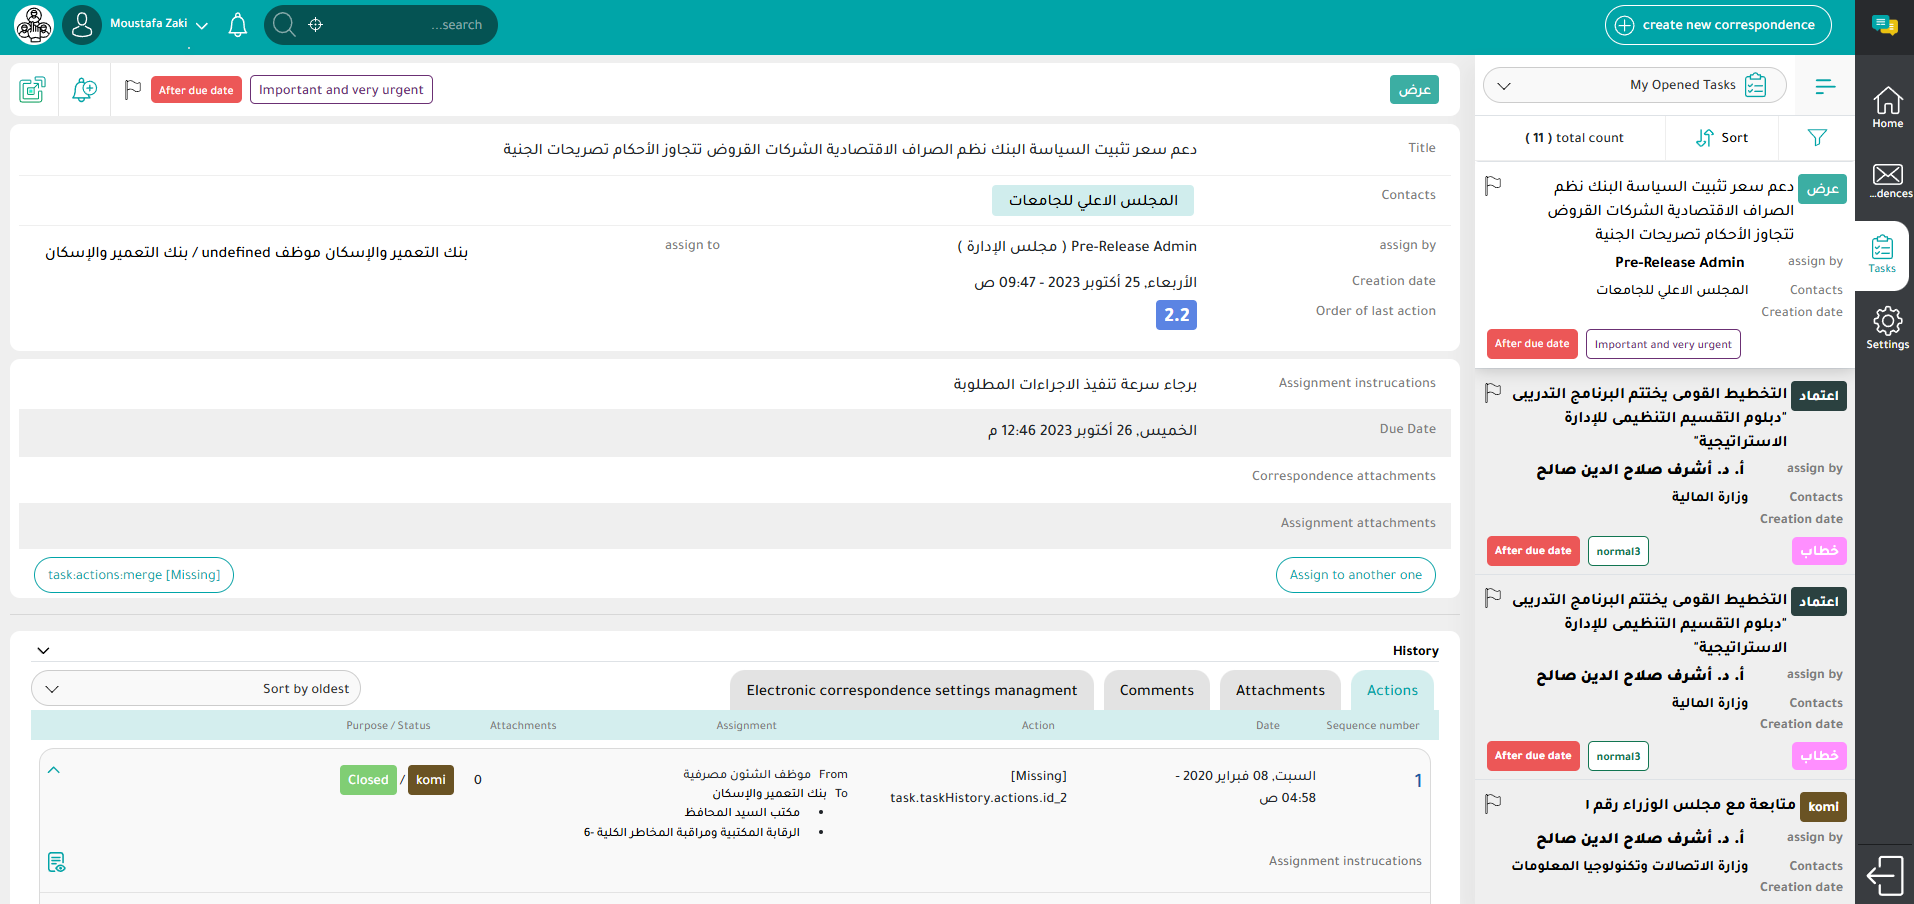 Moustafa Zaki
search...
create new correspondence
After due date
Important and very urgent
عرض
Title
دعم سعر تثبيت السياسة البنك نظم الصراف الاقتصادية الشركات القروض تتجاوز الأحكام تصريحات الجنية
Contacts
المجلس الاعلي للجامعات
assign by
Pre-Release Admin ( مجلس الإدارة )
assign to
بنك التعمير والإسكان موظف undefined / بنك التعمير والإسكان
Creation date
الأربعاء, 25 أكتوبر 2023 - 09:47 ص
Order of last action
2.2
Assignment instrucations
برجاء سرعة تنفيذ الاجراءات المطلوبة
Due Date
الخميس, 26 أكتوبر 2023 12:46 م
Correspondence attachments
Assignment attachments
task:actions:merge [Missing]
Assign to another one
History
Sort by oldest
Electronic correspondence settings managment
Comments
Attachments
Actions
Sequence number
Date
Action
Assignment
Attachments
Purpose / Status
1
السبت, 08 فبراير 2020 -
04:58 ص
[Missing]
task.taskHistory.actions.id_2
From موظف الشئون مصرفية
To بنك التعمير والإسكان
• مكتب السيد المحافظ
• الرقابة المكتبية ومراقبة المخاطر الكلية -6
0
Closed / komi
Assignment instrucations
My Opened Tasks
( 11 ) total count
Sort
عرض
دعم سعر تثبيت السياسة البنك نظم
الصراف الاقتصادية الشركات القروض
تتجاوز الأحكام تصريحات الجنية
assign by
Pre-Release Admin
Contacts
المجلس الاعلي للجامعات
Creation date
After due date
Important and very urgent
اعتماد
التخطيط القومى يختتم البرنامج التدريبى
"دبلوم التقسيم التنظيمى للإدارة
الاستراتيجية"
assign by
أ. د. أشرف صلاح الدين صالح
Contacts
وزارة المالية
Creation date
After due date
normal3
خطاب
اعتماد
التخطيط القومى يختتم البرنامج التدريبى
"دبلوم التقسيم التنظيمى للإدارة
الاستراتيجية"
assign by
أ. د. أشرف صلاح الدين صالح
Contacts
وزارة المالية
Creation date
After due date
normal3
خطاب
komi
متابعة مع مجلس الوزراء رقم ١
assign by
أ. د. أشرف صلاح الدين صالح
Contacts
وزارة الاتصالات وتكنولوجيا المعلومات
Creation date
Home
...dences
Tasks
Settings